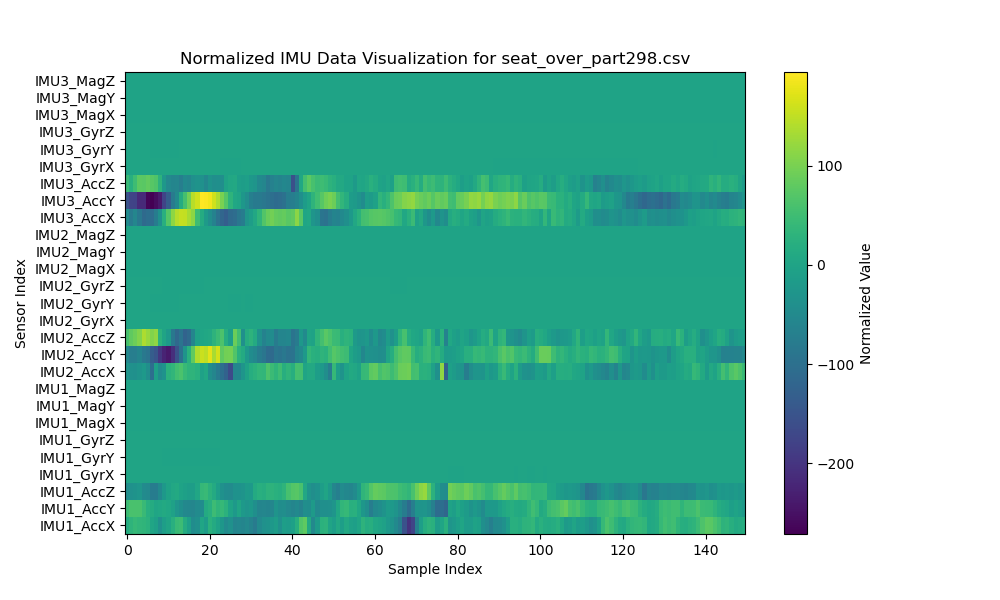 Normalized IMU Data Visualization for seat_over_part298.csv
IMU3_MagZ
IMU3_MagY
IMU3_MagX
IMU3_GyrZ
IMU3_GyrY
IMU3_GyrX
IMU3_AccZ
IMU3_AccY
IMU3_AccX
IMU2_MagZ
IMU2_MagY
IMU2_MagX
IMU2_GyrZ
IMU2_GyrY
IMU2_GyrX
IMU2_AccZ
IMU2_AccY
IMU2_AccX
IMU1_MagZ
IMU1_MagY
IMU1_MagX
IMU1_GyrZ
IMU1_GyrY
IMU1_GyrX
IMU1_AccZ
IMU1_AccY
IMU1_AccX
Sensor Index
0 20 40 60 80 100 120 140
Sample Index
100
0
−100
−200
Normalized Value